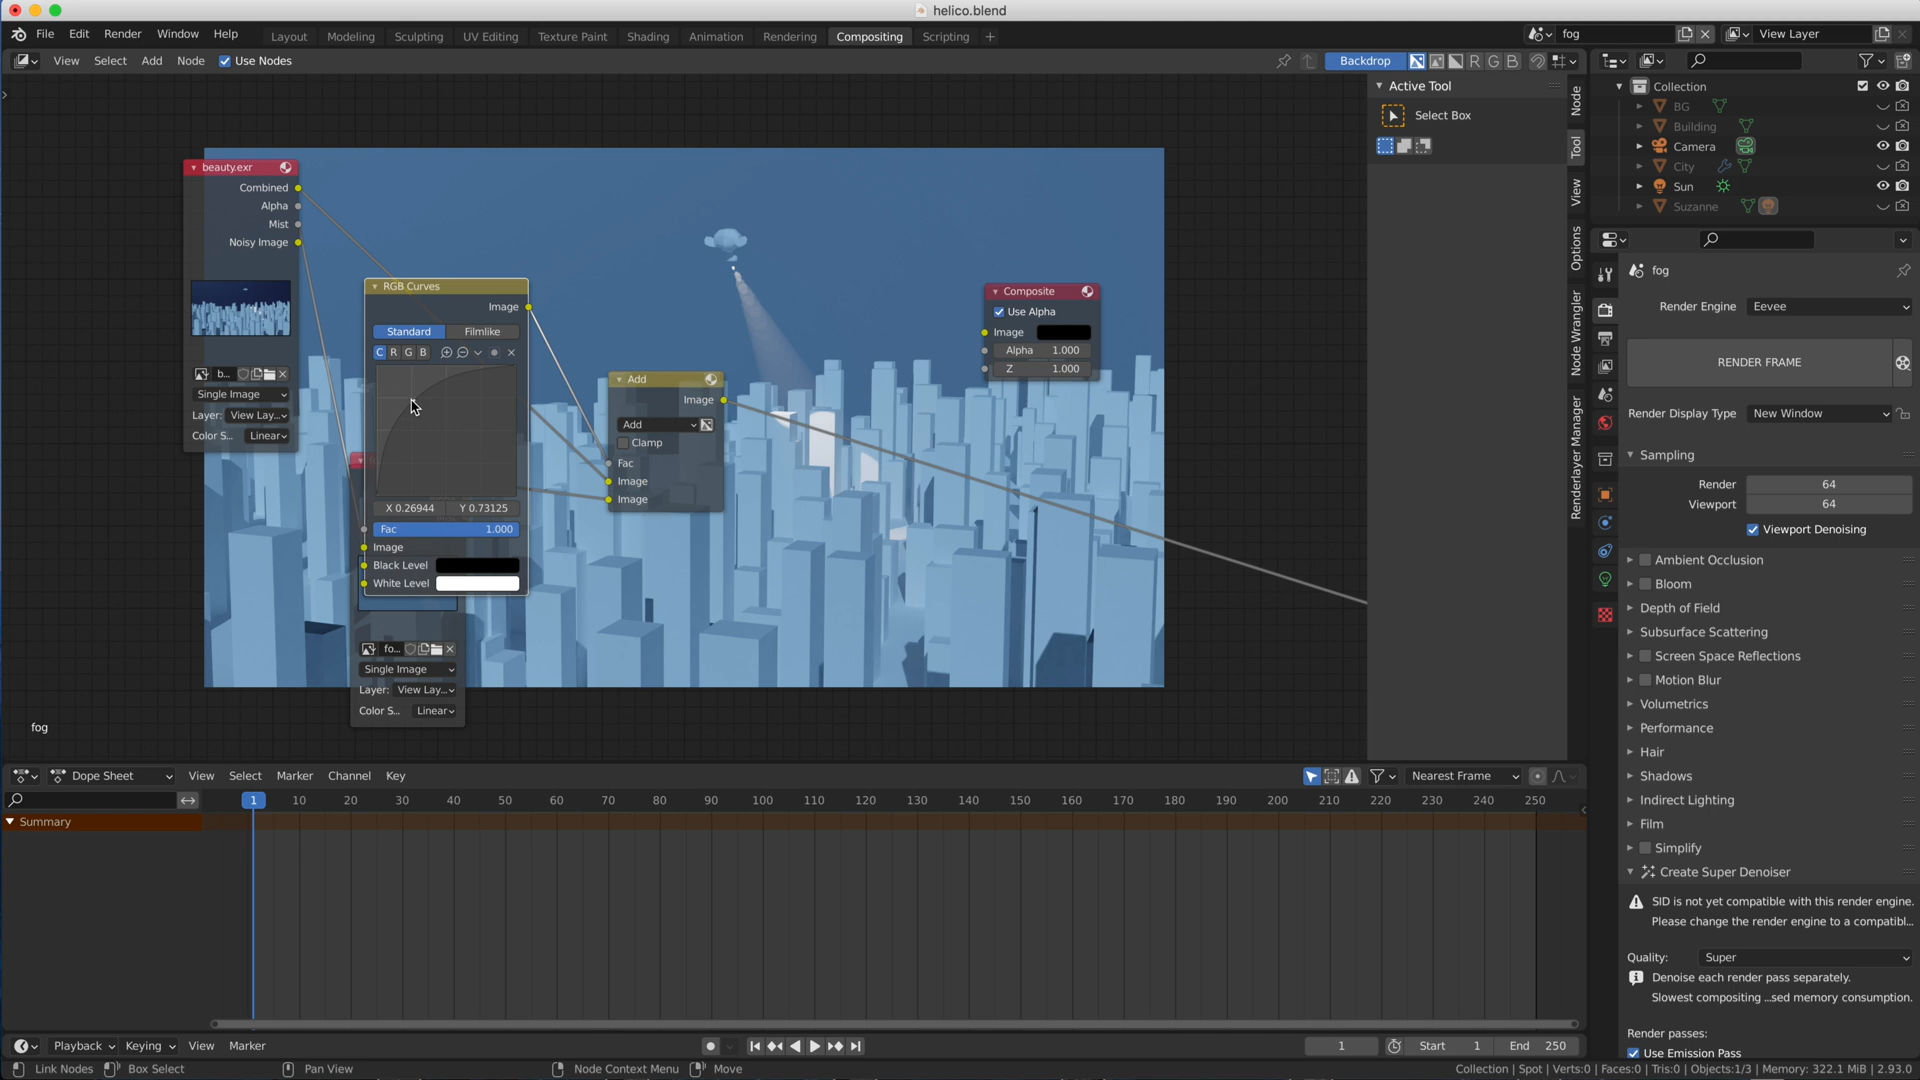 helico.blend
File Edit Render Window Help
Layout Modeling Sculpting UV Editing Texture Paint Shading Animation Rendering Compositing Scripting +
fog
View Layer
View Select Add Node Use Nodes
Backdrop R G B
Active Tool
Select Box
Node
Tool
View
Options
Node Wrangler
Renderlayer Manager
beauty.exr
Combined
Alpha
Mist
Noisy Image
b...
Single Image
Layer: View Lay...
Color S... Linear
RGB Curves
Image
Standard Filmlike
C R G B
X 0.26944 Y 0.73125
Fac 1.000
Image
Black Level
White Level
fo...
Single Image
Layer: View Lay...
Color S... Linear
Add
Image
Add
Clamp
Fac
Image
Image
Composite
Use Alpha
Image
Alpha 1.000
Z 1.000
fog
Collection
BG
Building
Camera
City
Sun
Suzanne
fog
Render Engine Eevee
RENDER FRAME
Render Display Type New Window
Sampling
Render 64
Viewport 64
Viewport Denoising
Ambient Occlusion
Bloom
Depth of Field
Subsurface Scattering
Screen Space Reflections
Motion Blur
Volumetrics
Performance
Hair
Shadows
Indirect Lighting
Film
Simplify
Create Super Denoiser
SID is not yet compatible with this render engine.
Please change the render engine to a compatibl...
Quality: Super
Denoise each render pass separately.
Slowest compositing ...sed memory consumption.
Render passes:
Use Emission Pass
Dope Sheet View Select Marker Channel Key
Nearest Frame
1 10 20 30 40 50 60 70 80 90 100 110 120 130 140 150 160 170 180 190 200 210 220 230 240 250
Summary
Playback Keying View Marker
1 Start 1 End 250
Link Nodes Box Select Pan View Node Context Menu Move
Collection | Spot | Verts:0 | Faces:0 | Tris:0 | Objects:1/3 | Memory: 322.1 MiB | 2.93.0